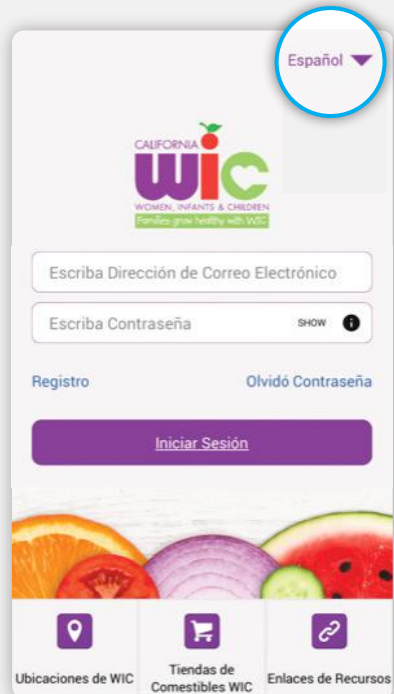 Español
CALIFORNIA
wic
WOMEN, INFANTS & CHILDREN
Families grow healthy with WIC
Escriba Dirección de Correo Electrónico
Escriba Contraseña SHOW i
Registro Olvidó Contraseña
Iniciar Sesión
Ubicaciones de WIC
Tiendas de
Comestibles WIC
Enlaces de Recursos